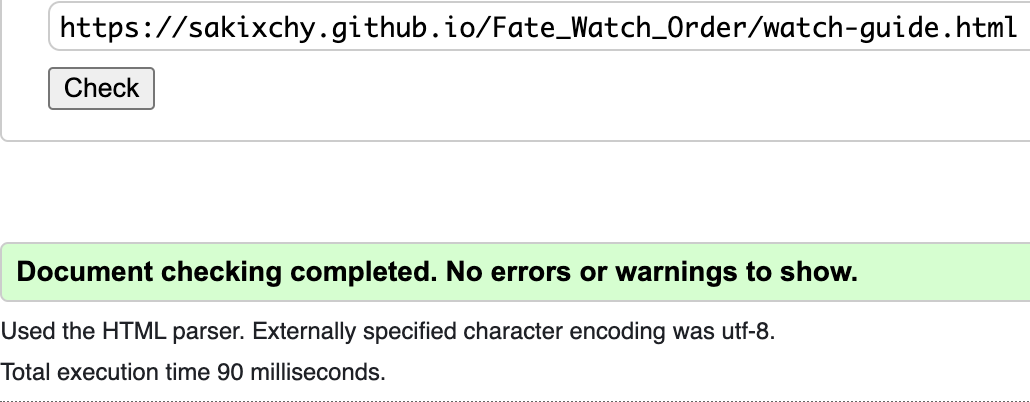 https://sakixchy.github.io/Fate_Watch_Order/watch-guide.html
Check
Document checking completed. No errors or warnings to show.
Used the HTML parser. Externally specified character encoding was utf-8.
Total execution time 90 milliseconds.